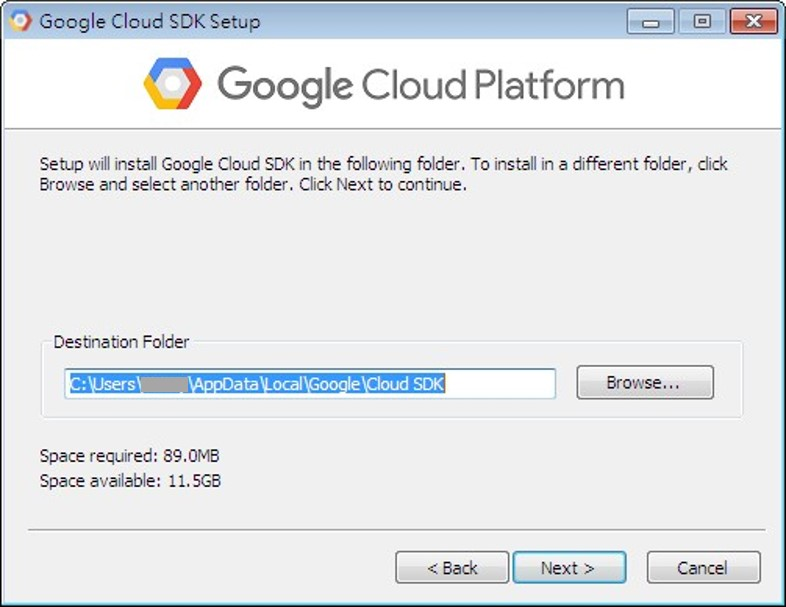 Google Cloud SDK Setup
Google Cloud Platform
Setup will install Google Cloud SDK in the following folder. To install in a different folder, click
Browse and select another folder. Click Next to continue.
Destination Folder
C:\Users\ \AppData\Local\Google\Cloud SDK
Browse...
Space required: 89.0MB
Space available: 11.5GB
< Back
Next >
Cancel